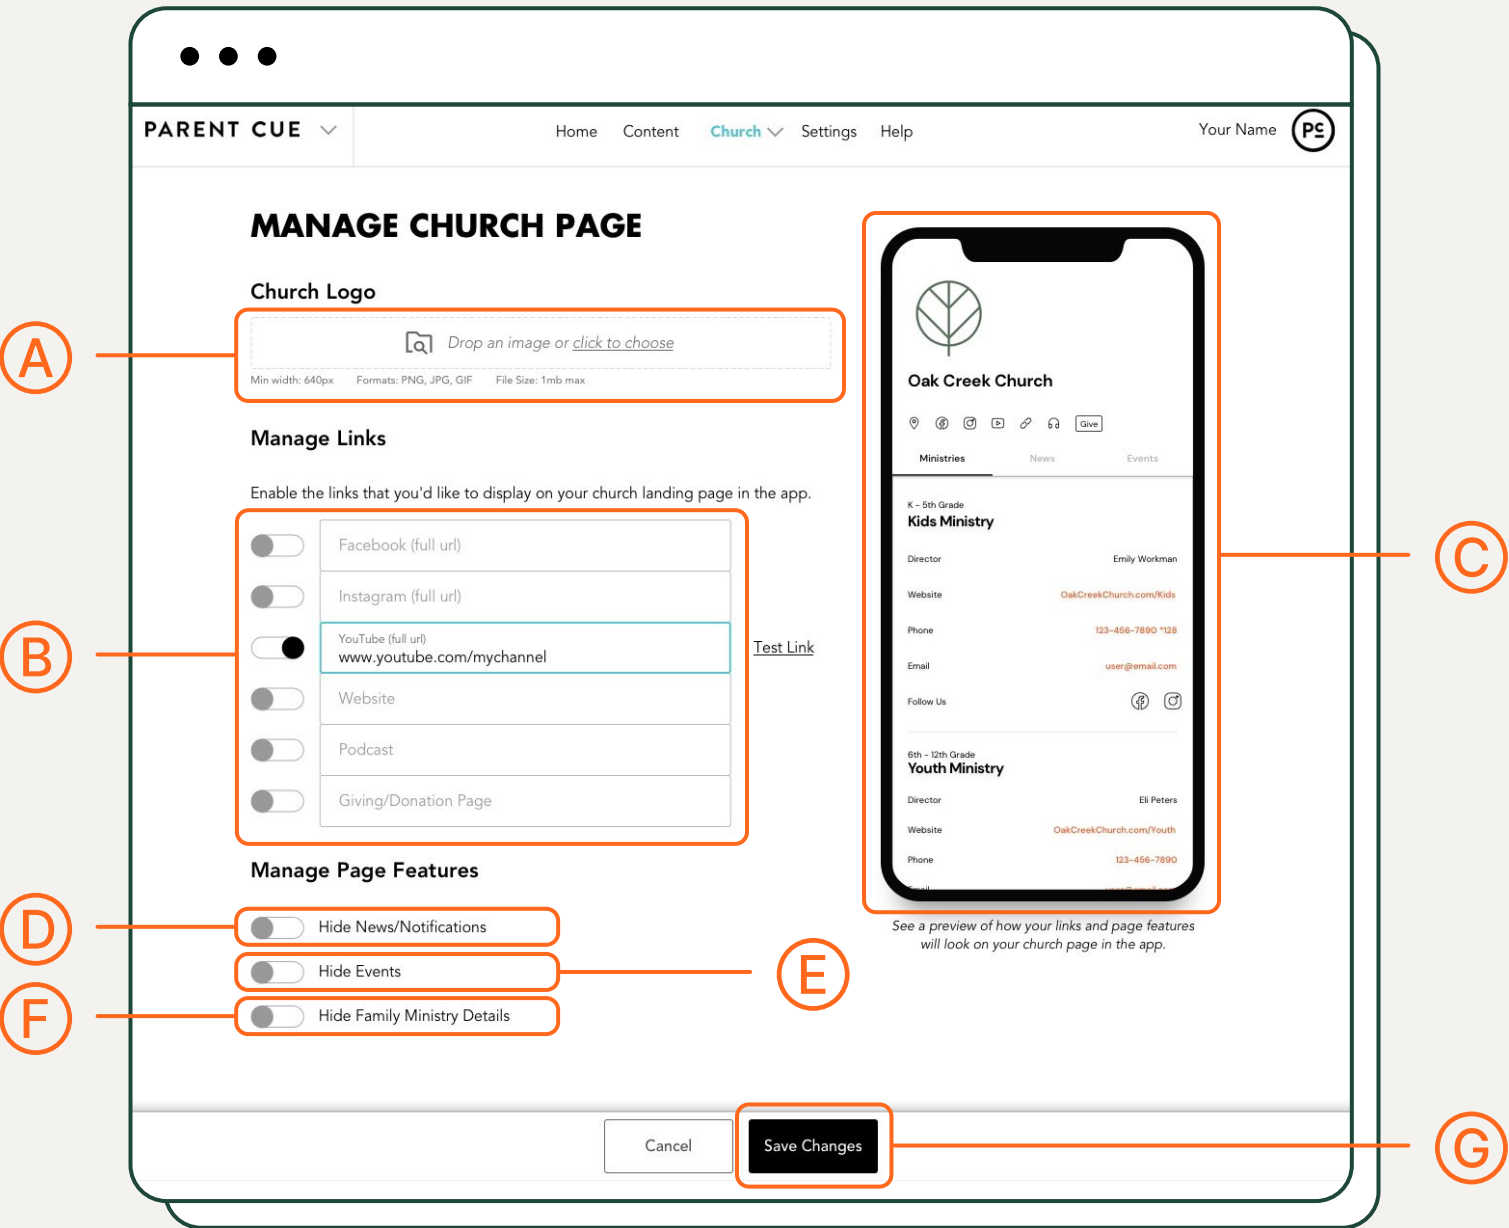 PARENT CUE
Home Content Church Settings Help
Your Name
PC
MANAGE CHURCH PAGE
Church Logo
A
Drop an image or click to choose
Min width: 640px Formats: PNG, JPG, GIF File Size: 1mb max
Manage Links
Enable the links that you'd like to display on your church landing page in the app.
B
Facebook (full url)
Instagram (full url)
YouTube (full url)
www.youtube.com/mychannel
Test Link
Website
Podcast
Giving/Donation Page
Manage Page Features
D
Hide News/Notifications
Hide Events
E
F
Hide Family Ministry Details
Oak Creek Church
Give
Ministries News Events
K - 5th Grade
Kids Ministry
Director Emily Workman
Website OakCreekChurch.com/Kids
Phone 123-456-7890 *128
Email user@email.com
Follow Us
6th - 12th Grade
Youth Ministry
Director Eli Peters
Website OakCreekChurch.com/Youth
Phone 123-456-7890
C
See a preview of how your links and page features
will look on your church page in the app.
Cancel
Save Changes
G